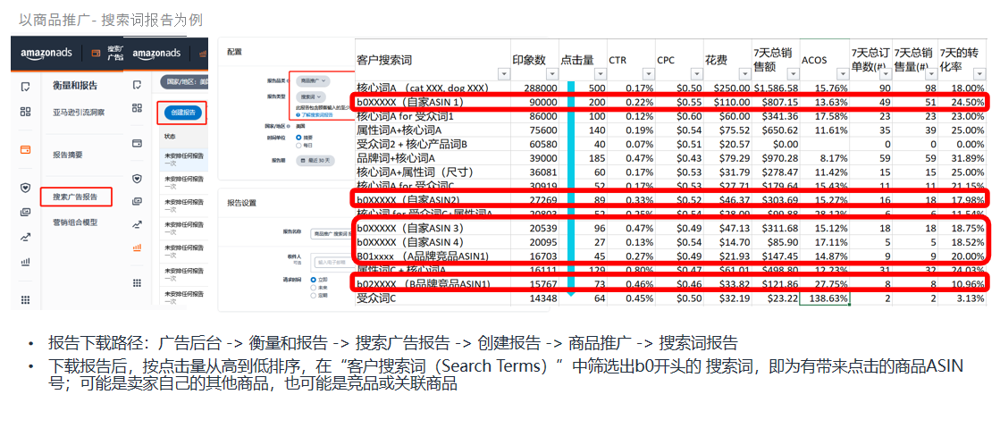 以商品推广- 搜索词报告为例
amazonads
搜索广
广告活
amazonads
衡量和报告
亚马逊引流洞察
报告摘要
搜索广告报告
营销组合模型
国家/地区：美国
创建报告
状态
未安排任何报告
一次
未安排任何报告
一次
未安排任何报告
一次
未安排任何报告
一次
未安排任何报告
一次
未安排任何报告
一次
未安排任何报告
配置
报告品类 商品推广
报告类型 搜索词
此报告包含顾客输入的至少
了解搜索词报告
国家/地区 美国
时间单位 摘要
每日
报告期 最近 30 天
报告设置
报告名称 商品推广 搜索词
收件人 输入电子邮箱
可选
请求时间 立即
未来
定期
客户搜索词 印象数 点击量 CTR CPC 花费 7天总销售额 ACOS 7天总订单数(#) 7天总销售量(#) 7天的转化率
核心词A （cat XXX, dog XXX） 288000 500 0.17% $0.50 $250.00 $1,586.58 15.76% 90 98 18.00%
b0XXXXX（自家ASIN 1） 90000 200 0.22% $0.55 $110.00 $807.15 13.63% 49 51 24.50%
核心词A for 受众词1 86000 100 0.12% $0.60 $60.00 $341.36 17.58% 23 23 23.00%
属性词A+核心词A 75600 140 0.19% $0.54 $75.52 $650.62 11.61% 35 39 25.00%
受众词2 + 核心产品词B 60580 40 0.07% $0.51 $20.57 $0.00 0 0 0.00%
品牌词+核心词A 39000 185 0.47% $0.43 $79.29 $970.28 8.17% 59 59 31.89%
核心词A+属性词（尺寸） 36081 60 0.17% $0.53 $31.79 $278.47 11.42% 15 15 25.00%
核心词A for 受众词C 30919 52 0.17% $0.53 $27.71 $179.64 15.43% 11 11 21.15%
b0XXXXX（自家ASIN2） 27269 89 0.33% $0.52 $46.37 $303.69 15.27% 16 18 17.98%
核心词 for 受众词C+属性词A 20803 52 0.25% $0.54 $28.09 $99.88 28.12% 6 6 11.54%
b0XXXXX（自家ASIN 3） 20539 96 0.47% $0.49 $47.13 $311.68 15.12% 18 18 18.75%
b0XXXXX（自家ASIN 4） 20095 27 0.13% $0.54 $14.70 $85.90 17.11% 5 5 18.52%
B01xxxx （A品牌竞品ASIN1) 16703 45 0.27% $0.49 $21.93 $147.45 14.87% 9 9 20.00%
属性词C + 核心词A 16111 129 0.80% $0.47 $61.01 $498.80 12.23% 31 32 24.03%
b02XXXX （B品牌竞品ASIN1) 15767 73 0.46% $0.46 $33.82 $121.86 27.75% 8 8 10.96%
受众词C 14348 64 0.45% $0.50 $32.19 $23.22 138.63% 2 2 3.13%
• 报告下载路径：广告后台 -> 衡量和报告 -> 搜索广告报告 -> 创建报告 -> 商品推广 -> 搜索词报告
• 下载报告后，按点击量从高到低排序，在“客户搜索词（Search Terms）”中筛选出b0开头的 搜索词，即为有带来点击的商品ASIN
号；可能是卖家自己的其他商品，也可能是竞品或关联商品